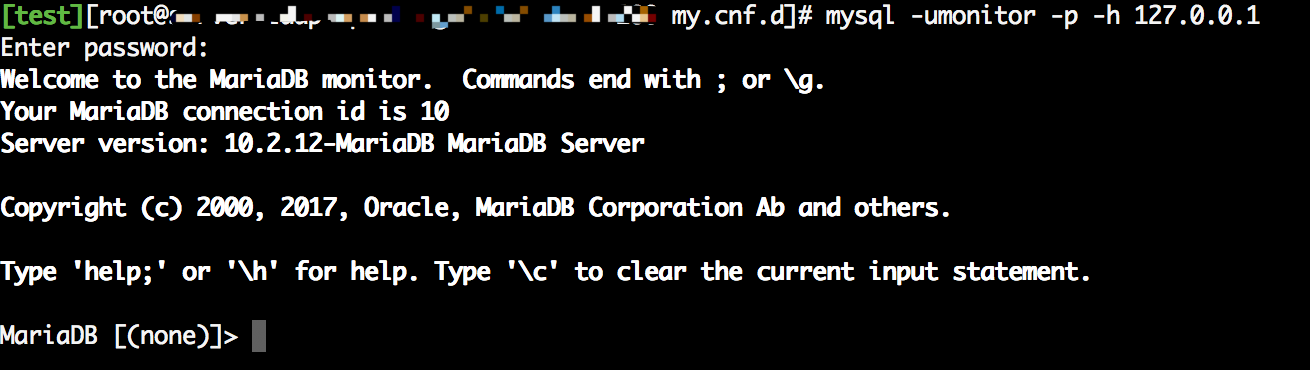 [test][root@ my.cnf.d]# mysql -umonitor -p -h 127.0.0.1
Enter password:
Welcome to the MariaDB monitor.  Commands end with ; or \g.
Your MariaDB connection id is 10
Server version: 10.2.12-MariaDB MariaDB Server
Copyright (c) 2000, 2017, Oracle, MariaDB Corporation Ab and others.
Type 'help;' or '\h' for help. Type '\c' to clear the current input statement.
MariaDB [(none)]>